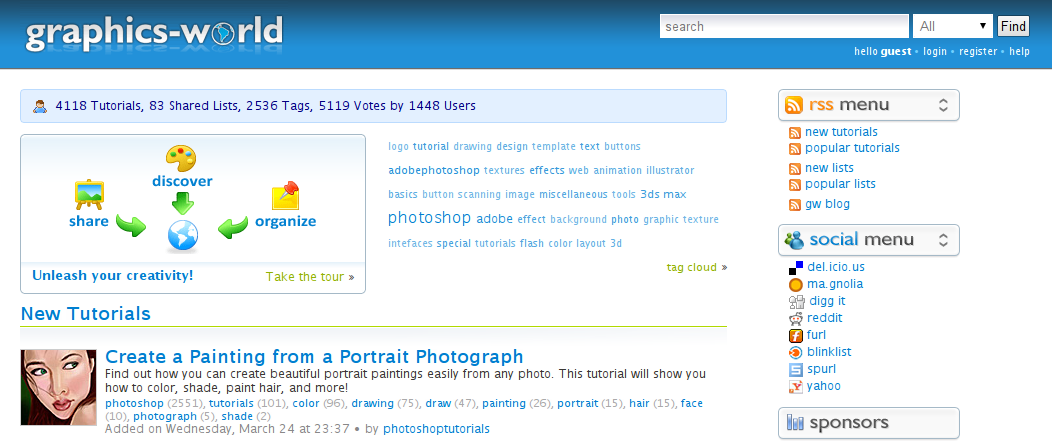 graphics-world
search
All
Find
hello guest • login • register • help
4118 Tutorials, 83 Shared Lists, 2536 Tags, 5119 Votes by 1448 Users
discover
share
organize
Unleash your creativity!
Take the tour »
logo tutorial drawing design template text buttons
adobephotoshop textures effects web animation illustrator
basics button scanning image miscellaneous tools 3ds max
photoshop adobe effect background photo graphic texture
intefaces special tutorials flash color layout 3d
tag cloud »
New Tutorials
Create a Painting from a Portrait Photograph
Find out how you can create beautiful portrait paintings easily from any photo. This tutorial will show you
how to color, shade, paint hair, and more!
photoshop (2551), tutorials (101), color (96), drawing (75), draw (47), painting (26), portrait (15), hair (15), face
(10), photograph (5), shade (2)
Added on Wednesday, March 24 at 23:37 • by photoshoptutorials
rss menu
new tutorials
popular tutorials
new lists
popular lists
gw blog
social menu
del.icio.us
ma.gnolia
digg it
reddit
furl
blinklist
spurl
yahoo
sponsors